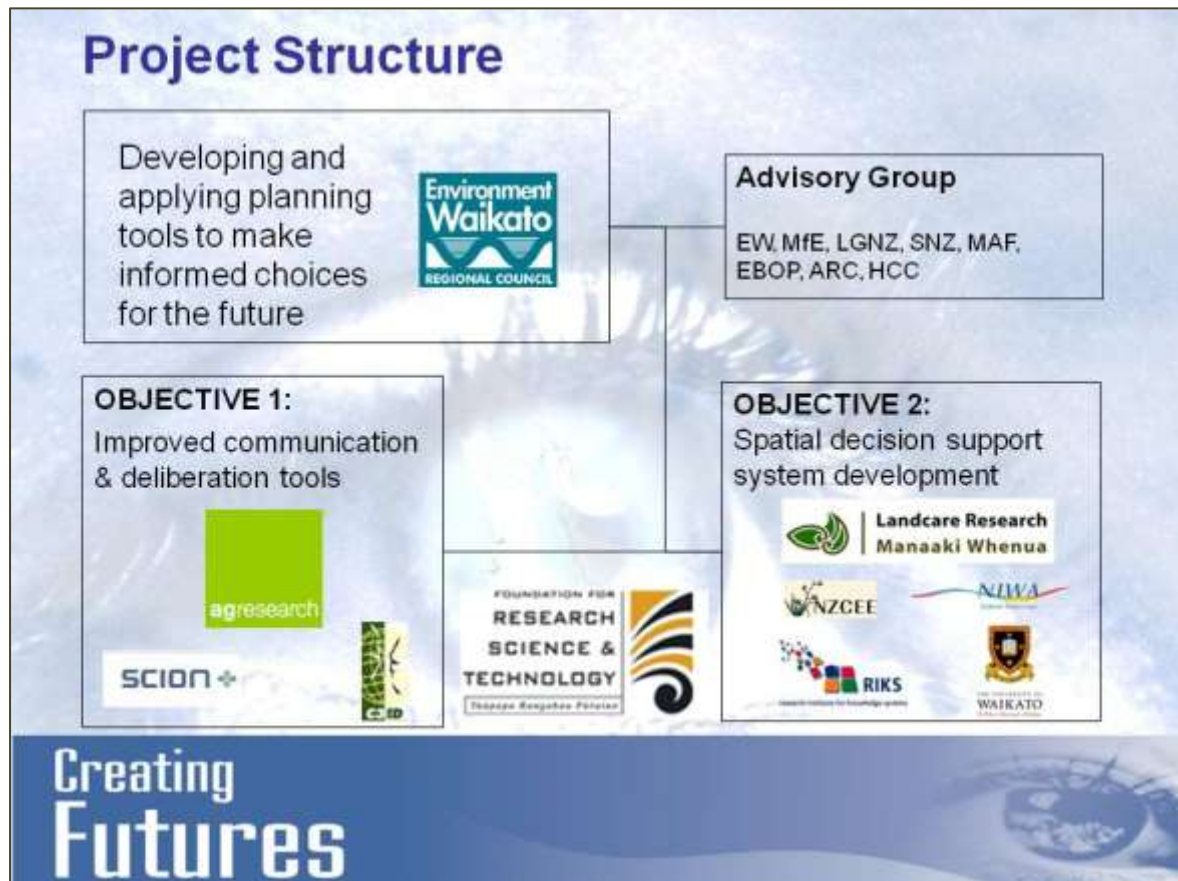 Project Structure
Developing and
applying planning
tools to make
informed choices
for the future
Environment
Waikato
REGIONAL COUNCIL
Advisory Group
EW, MfE, LGNZ, SNZ, MAF,
EBOP, ARC, HCC
OBJECTIVE 1:
Improved communication
& deliberation tools
agresearch
SCION
FOUNDATION FOR
RESEARCH
SCIENCE &
TECHNOLOGY
OBJECTIVE 2:
Spatial decision support
system development
Landcare Research
Manaaki Whenua
NZCEE
NIWA
RIKS
THE UNIVERSITY OF
WAIKATO
Creating
Futures